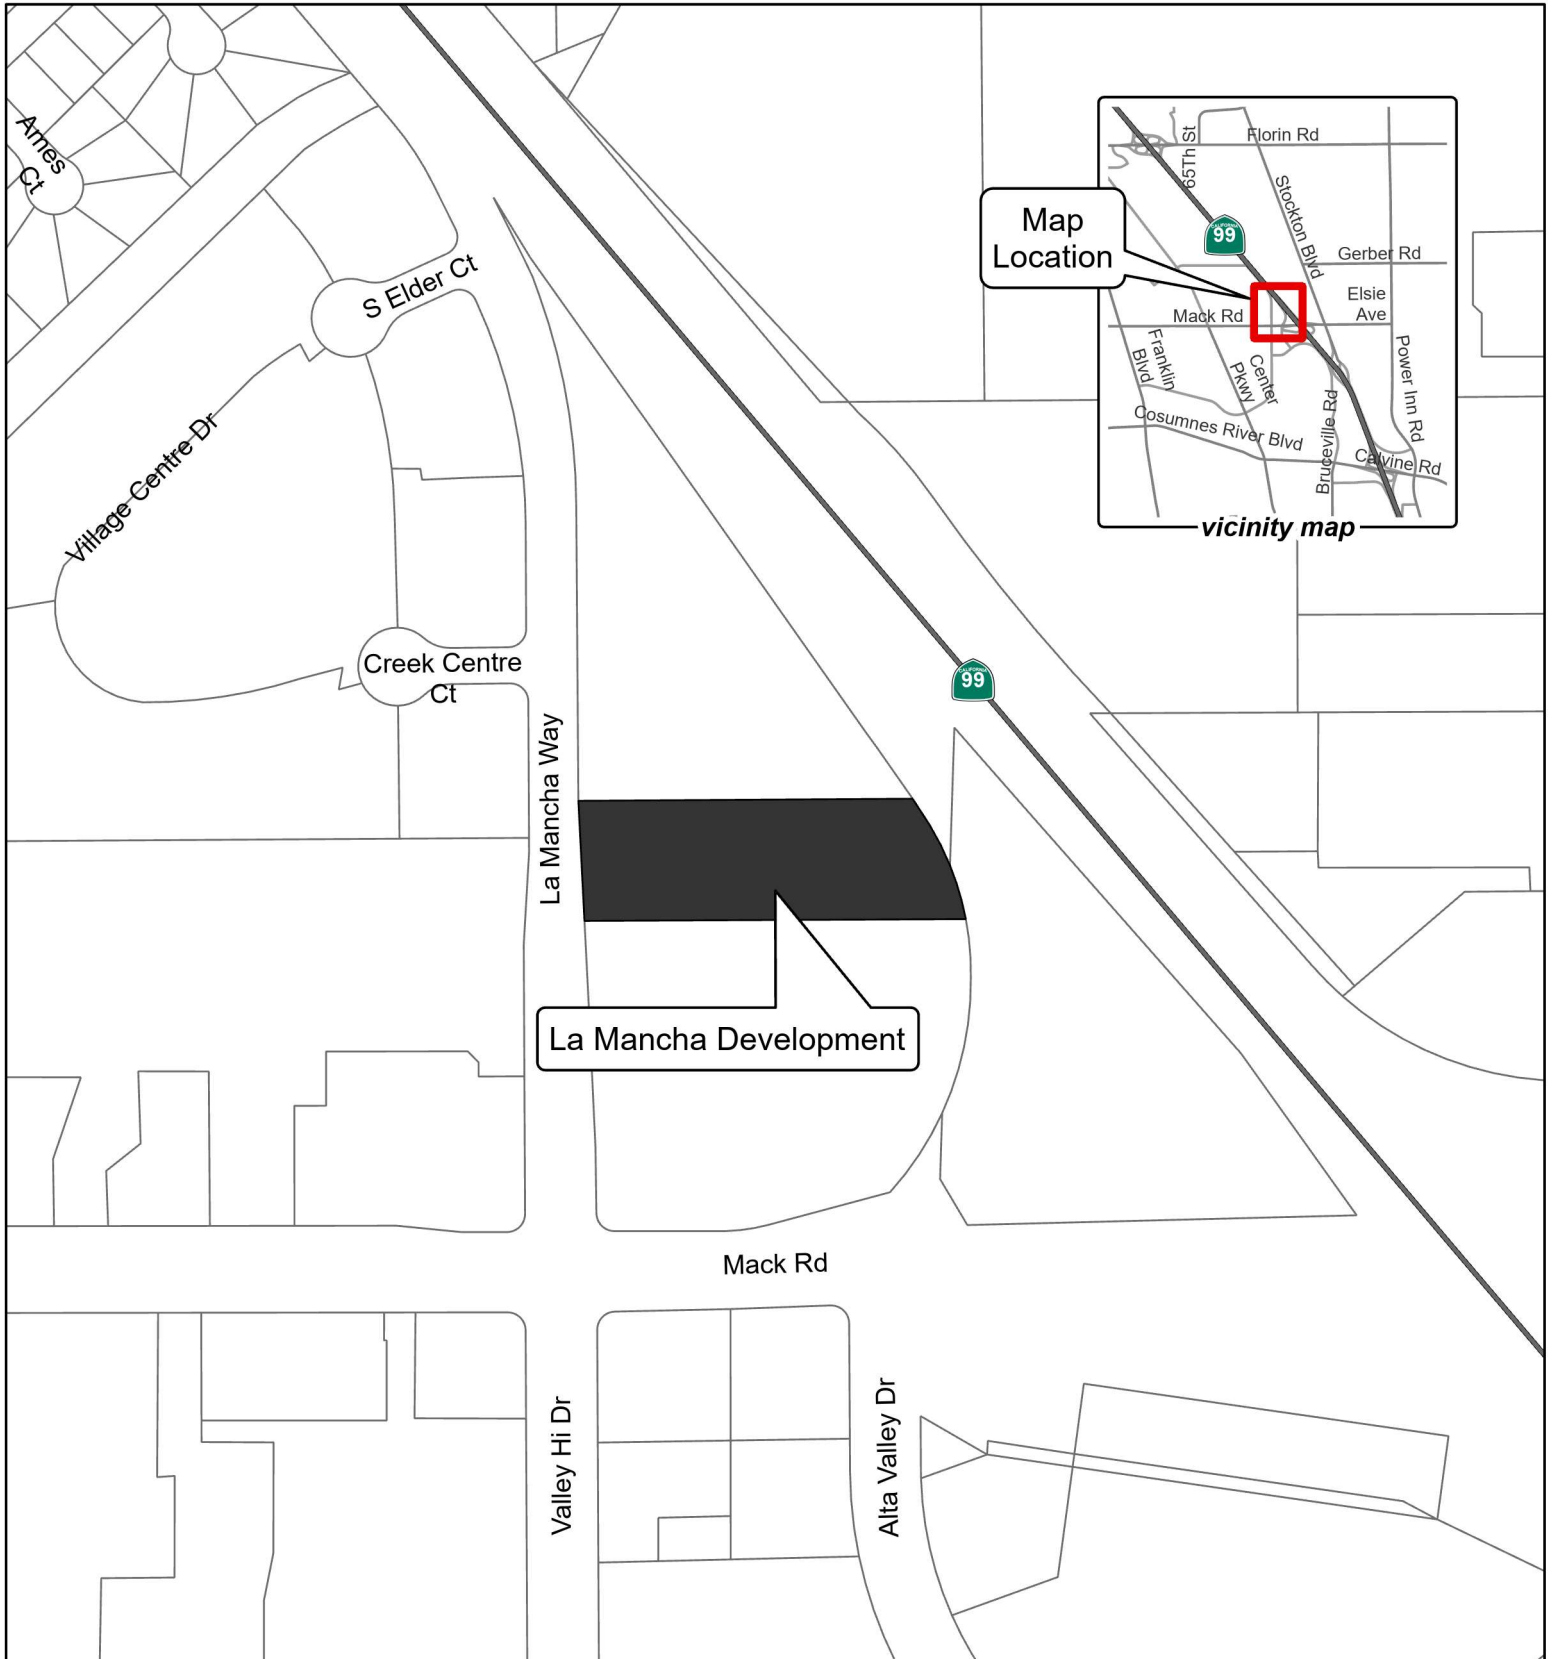 Ames
Ct
S Elder Ct
Village Centre Dr
Creek Centre
Ct
La Mancha Way
CALIFORNIA
99
La Mancha Development
Mack Rd
Valley Hi Dr
Alta Valley Dr
Map
Location
65Th St
Florin Rd
Stockton Blvd
CALIFORNIA
99
Gerber Rd
Elsie
Ave
Mack Rd
Franklin
Blvd
Center
Pkwy
Power Inn Rd
Cosumnes River Blvd
Bruceville Rd
Calvine Rd
vicinity map